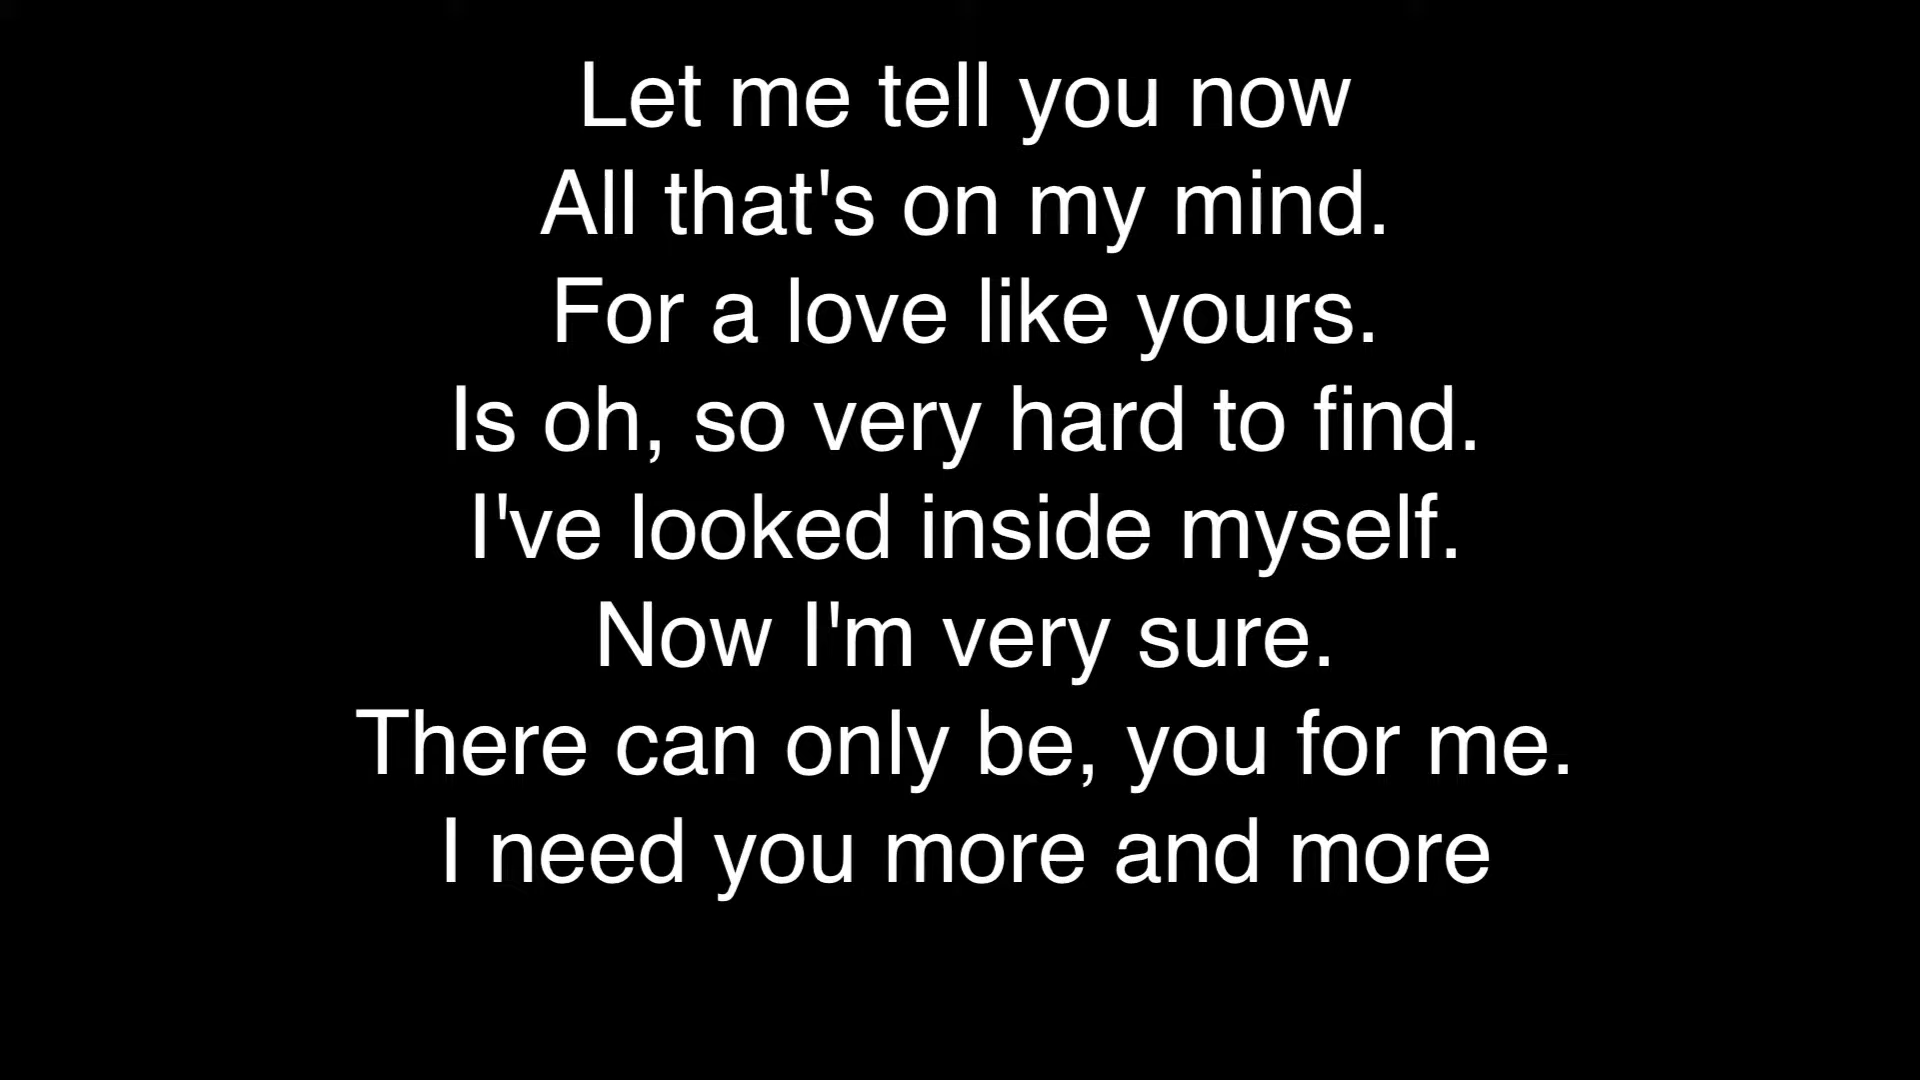 Let me tell you now
All that's on my mind.
For a love like yours.
Is oh, so very hard to find.
I've looked inside myself.
Now I'm very sure.
There can only be, you for me.
I need you more and more